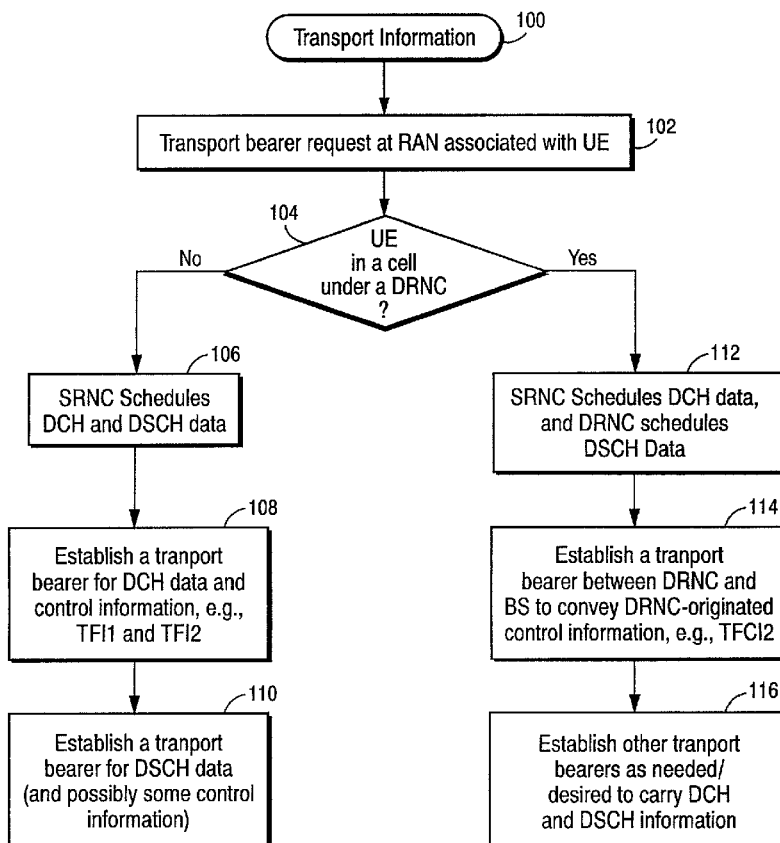 Transport Information
100
Transport bearer request at RAN associated with UE
102
104
UE
in a cell
under a DRNC
?
No
Yes
106
SRNC Schedules
DCH and DSCH data
112
SRNC Schedules DCH data,
and DRNC schedules
DSCH Data
108
Establish a tranport
bearer for DCH data and
control information, e.g.,
TFI1 and TFI2
114
Establish a tranport
bearer between DRNC and
BS to convey DRNC-originated
control information, e.g., TFCI2
110
Establish a tranport
bearer for DSCH data
(and possibly some control
information)
116
Establish other tranport
bearers as needed/
desired to carry DCH
and DSCH information